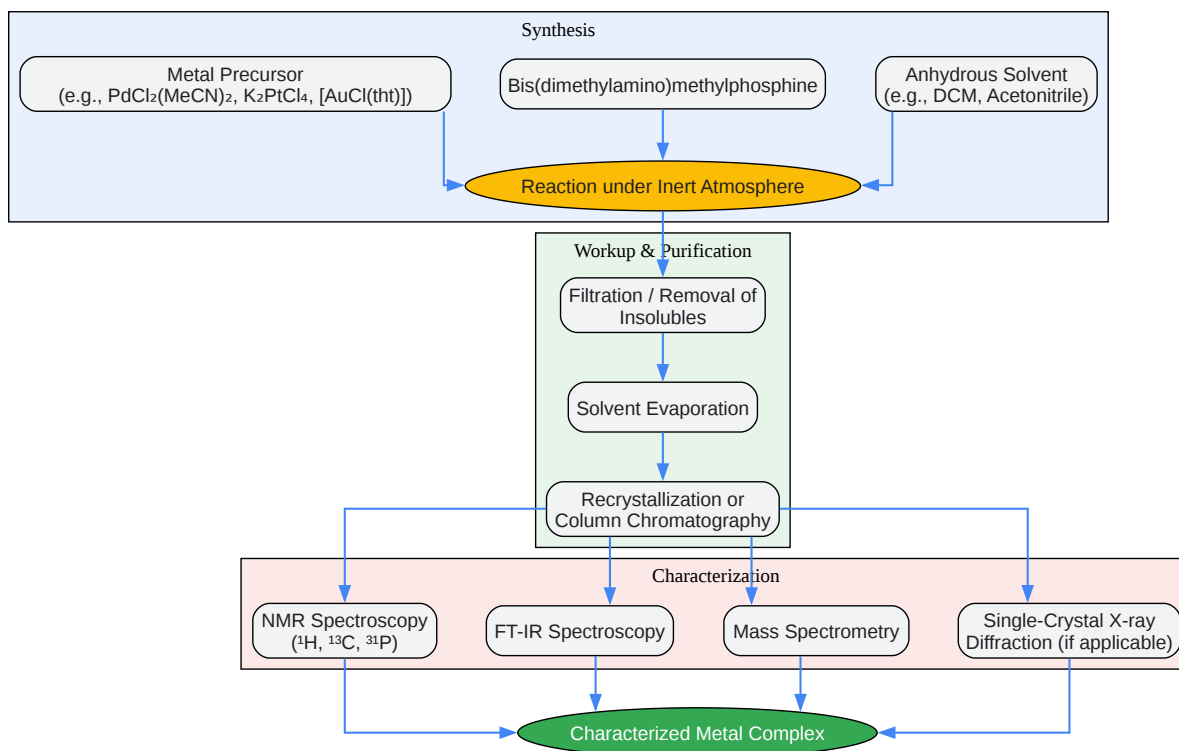 Synthesis
Metal Precursor
(e.g., PdCl₂(MeCN)₂, K₂PtCl₄, [AuCl(tht)])
Bis(dimethylamino)methylphosphine
Anhydrous Solvent
(e.g., DCM, Acetonitrile)
Reaction under Inert Atmosphere
Workup & Purification
Filtration / Removal of
Insolubles
Solvent Evaporation
Recrystallization or
Column Chromatography
Characterization
NMR Spectroscopy
(¹H, ¹³C, ³¹P)
FT-IR Spectroscopy
Mass Spectrometry
Single-Crystal X-ray
Diffraction (if applicable)
Characterized Metal Complex